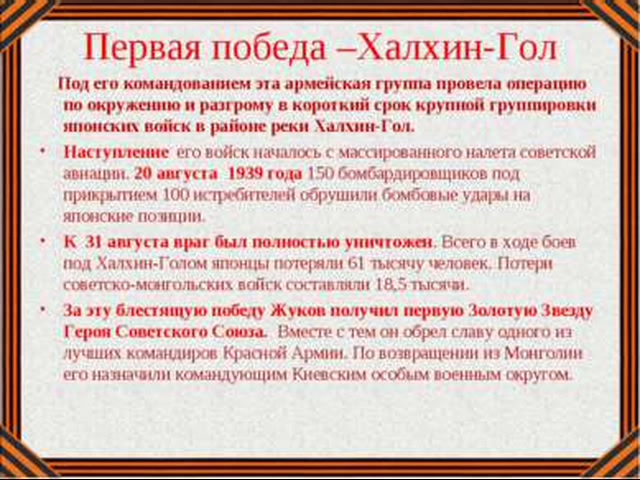 Первая победа –Халхин-Гол
Под его командованием эта армейская группа провела операцию
по окружению и разгрому в короткий срок крупной группировки
японских войск в районе реки Халхин-Гол.
• Наступление его войск началось с массированного налета советской
авиации. 20 августа 1939 года 150 бомбардировщиков под
прикрытием 100 истребителей обрушили бомбовые удары на
японские позиции.
• К 31 августа враг был полностью уничтожен. Всего в ходе боев
под Халхин-Голом японцы потеряли 61 тысячу человек. Потери
советско-монгольских войск составляли 18,5 тысячи.
• За эту блестящую победу Жуков получил первую Золотую Звезду
Героя Советского Союза. Вместе с тем он обрел славу одного из
лучших командиров Красной Армии. По возвращении из Монголии
его назначили командующим Киевским особым военным округом.